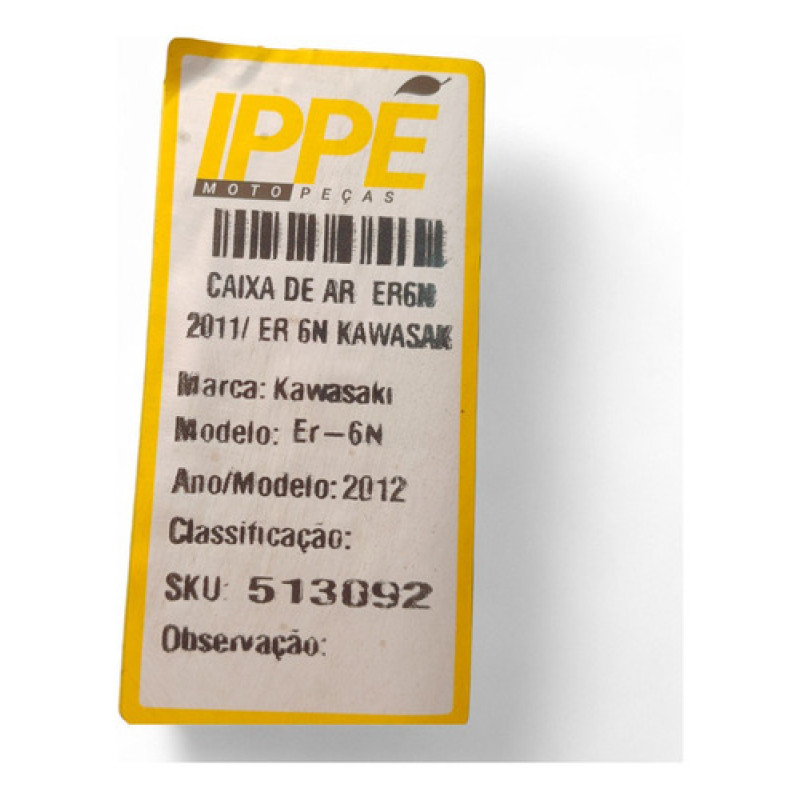 IPPÉ
MOTO PEÇAS
CAIXA DE AR ER6N
2011/ ER 6N KAWASAK
Marca: Kawasaki
Modelo: Er-6N
Ano/Modelo: 2012
Classificação:
SKU: 513092
Observação: